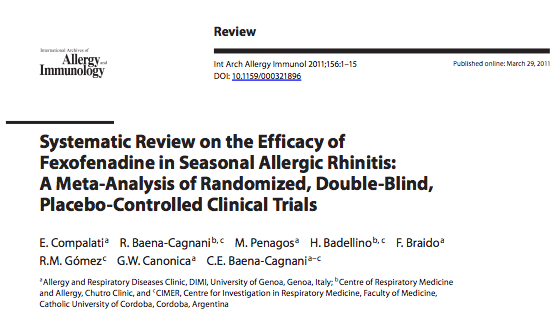 Review
International Archives of
Allergy and
Immunology
Int Arch Allergy Immunol 2011;156:1–15
DOI: 10.1159/000321896
Published online: March 29, 2011
Systematic Review on the Efficacy of
Fexofenadine in Seasonal Allergic Rhinitis:
A Meta-Analysis of Randomized, Double-Blind,
Placebo-Controlled Clinical Trials
E. Compalati a R. Baena-Cagnani b, c M. Penagos a H. Badellino b, c F. Braido a
R.M. Gómez c G.W. Canonica a C.E. Baena-Cagnani a–c
a Allergy and Respiratory Diseases Clinic, DIMI, University of Genoa, Genoa, Italy; b Centre of Respiratory Medicine
and Allergy, Chutro Clinic, and c CIMER, Centre for Investigation in Respiratory Medicine, Faculty of Medicine,
Catholic University of Cordoba, Cordoba, Argentina